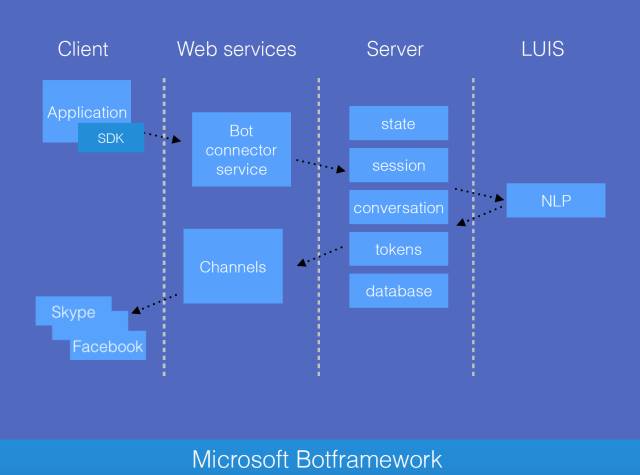 Client
Web services
Server
LUIS
Application
SDK
Bot
connector
service
state
session
conversation
tokens
database
NLP
Channels
Skype
Facebook
Microsoft Botframework